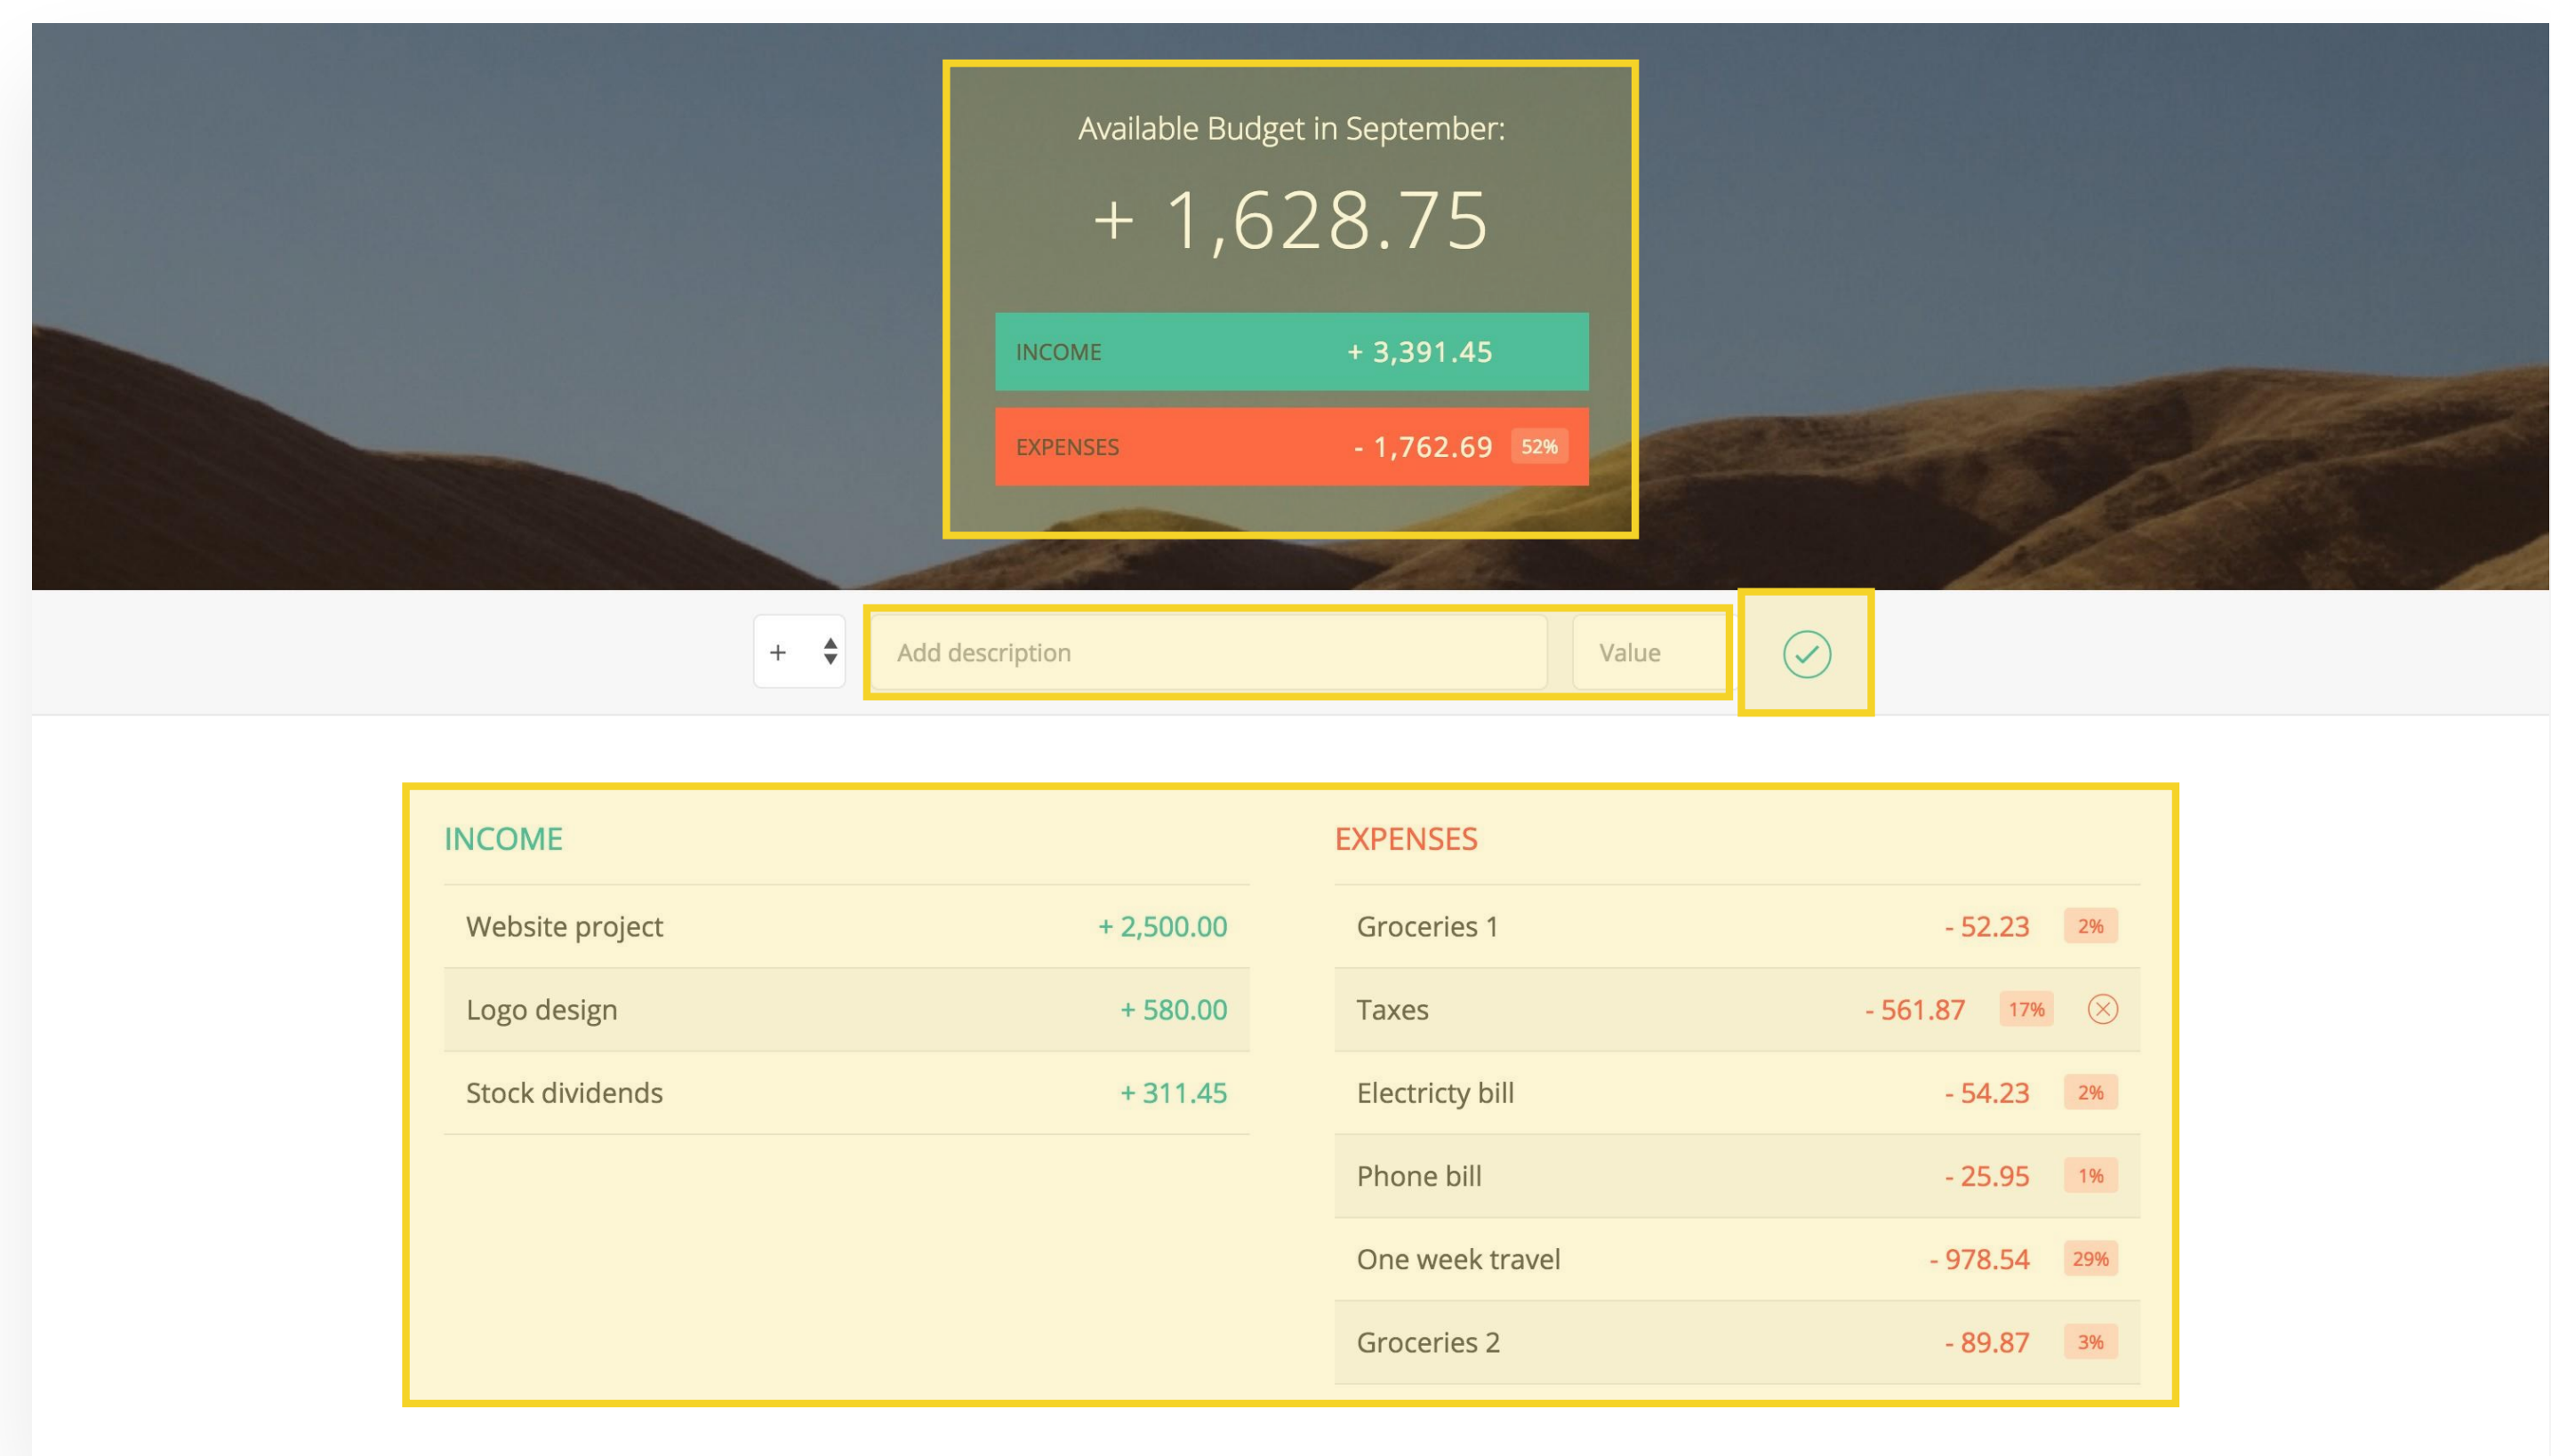 Available Budget in September:
+ 1,628.75
INCOME + 3,391.45
EXPENSES - 1,762.69 52%
+ Add description Value
INCOME
Website project + 2,500.00
Logo design + 580.00
Stock dividends + 311.45
EXPENSES
Groceries 1 - 52.23 2%
Taxes - 561.87 17%
Electricty bill - 54.23 2%
Phone bill - 25.95 1%
One week travel - 978.54 29%
Groceries 2 - 89.87 3%